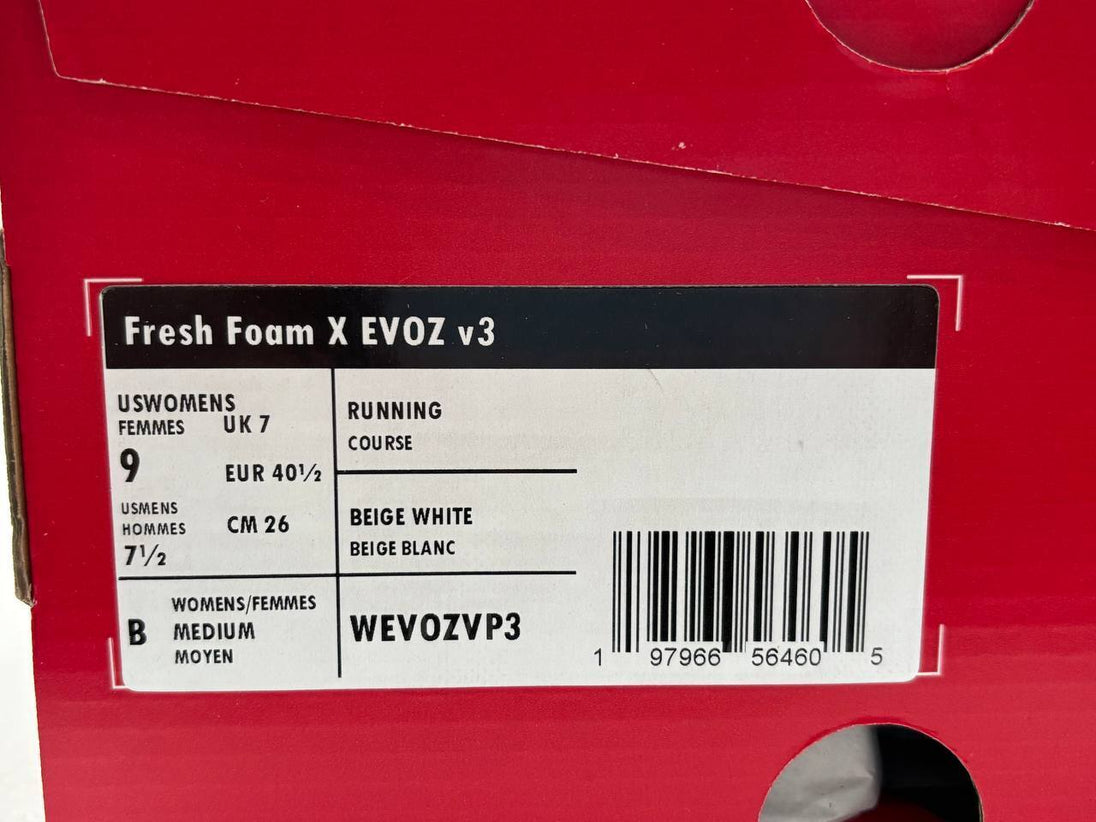 Fresh Foam X EVOZ v3
USWOMENS
FEMMES UK 7
9 EUR 40½
USMENS
HOMMES CM 26
7½
B WOMENS/FEMMES
MEDIUM
MOYEN
RUNNING
COURSE
BEIGE WHITE
BEIGE BLANC
WEVOZVP3
1 97966 56460 5